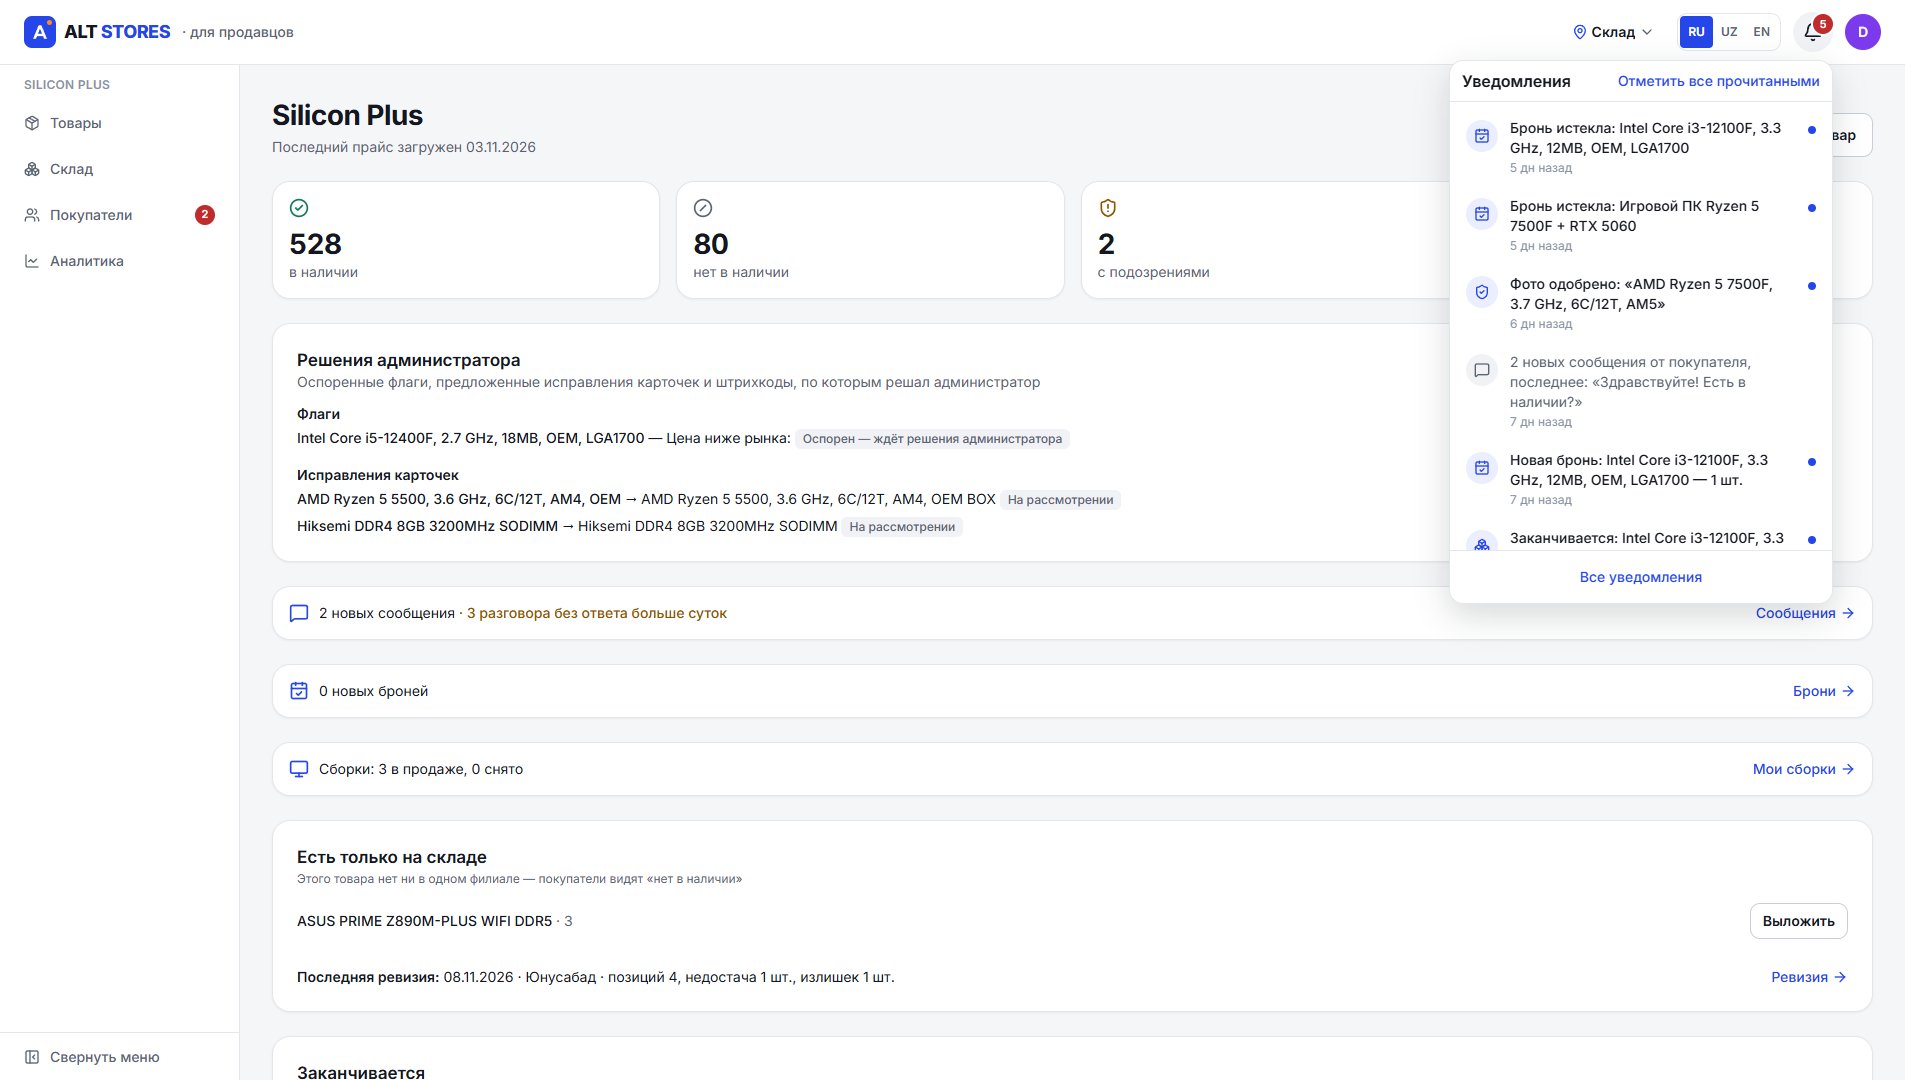 A ALT STORES · для продавцов
Склад
RU UZ EN
5
D
SILICON PLUS
Товары
Склад
Покупатели 2
Аналитика
Свернуть меню
Silicon Plus
Последний прайс загружен 03.11.2026
528
в наличии
80
нет в наличии
2
с подозрениями
Решения администратора
Оспоренные флаги, предложенные исправления карточек и штрихкоды, по которым решал администратор
Флаги
Intel Core i5-12400F, 2.7 GHz, 18MB, OEM, LGA1700 — Цена ниже рынка: Оспорен — ждёт решения администратора
Исправления карточек
AMD Ryzen 5 5500, 3.6 GHz, 6C/12T, AM4, OEM → AMD Ryzen 5 5500, 3.6 GHz, 6C/12T, AM4, OEM BOX На рассмотрении
Hiksemi DDR4 8GB 3200MHz SODIMM → Hiksemi DDR4 8GB 3200MHz SODIMM На рассмотрении
2 новых сообщения · 3 разговора без ответа больше суток
Сообщения →
0 новых броней
Брони →
Сборки: 3 в продаже, 0 снято
Мои сборки →
Есть только на складе
Этого товара нет ни в одном филиале — покупатели видят «нет в наличии»
ASUS PRIME Z890M-PLUS WIFI DDR5 · 3
Выложить
Последняя ревизия: 08.11.2026 · Юнусабад · позиций 4, недостача 1 шт., излишек 1 шт.
Ревизия →
Заканчивается
Уведомления
Отметить все прочитанными
Бронь истекла: Intel Core i3-12100F, 3.3
GHz, 12MB, OEM, LGA1700
5 дн назад
Бронь истекла: Игровой ПК Ryzen 5
7500F + RTX 5060
5 дн назад
Фото одобрено: «AMD Ryzen 5 7500F,
3.7 GHz, 6C/12T, AM5»
6 дн назад
2 новых сообщения от покупателя,
последнее: «Здравствуйте! Есть в
наличии?»
7 дн назад
Новая бронь: Intel Core i3-12100F, 3.3
GHz, 12MB, OEM, LGA1700 — 1 шт.
7 дн назад
Заканчивается: Intel Core i3-12100F, 3.3
Все уведомления